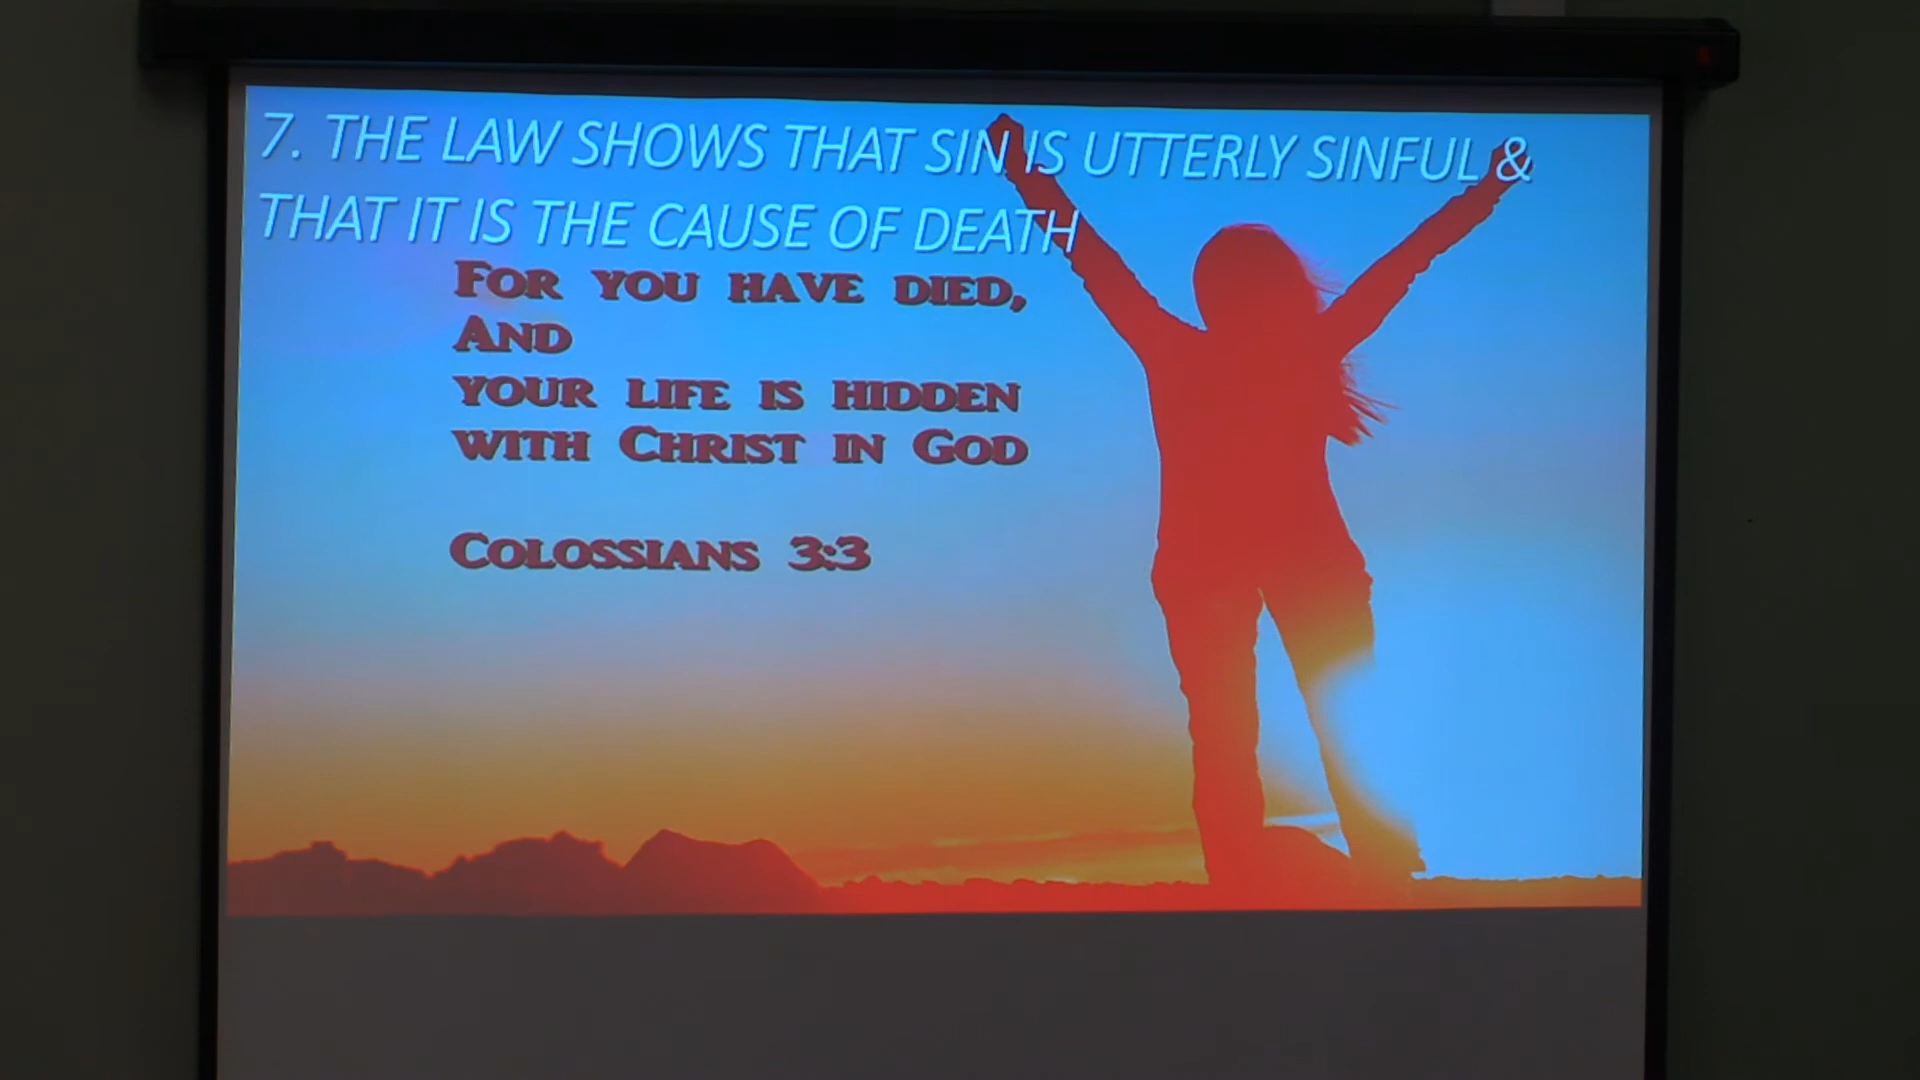 7. THE LAW SHOWS THAT SIN IS UTTERLY SINFUL &
THAT IT IS THE CAUSE OF DEATH
For you have died,
And
your life is hidden
with Christ in God
Colossians 3:3